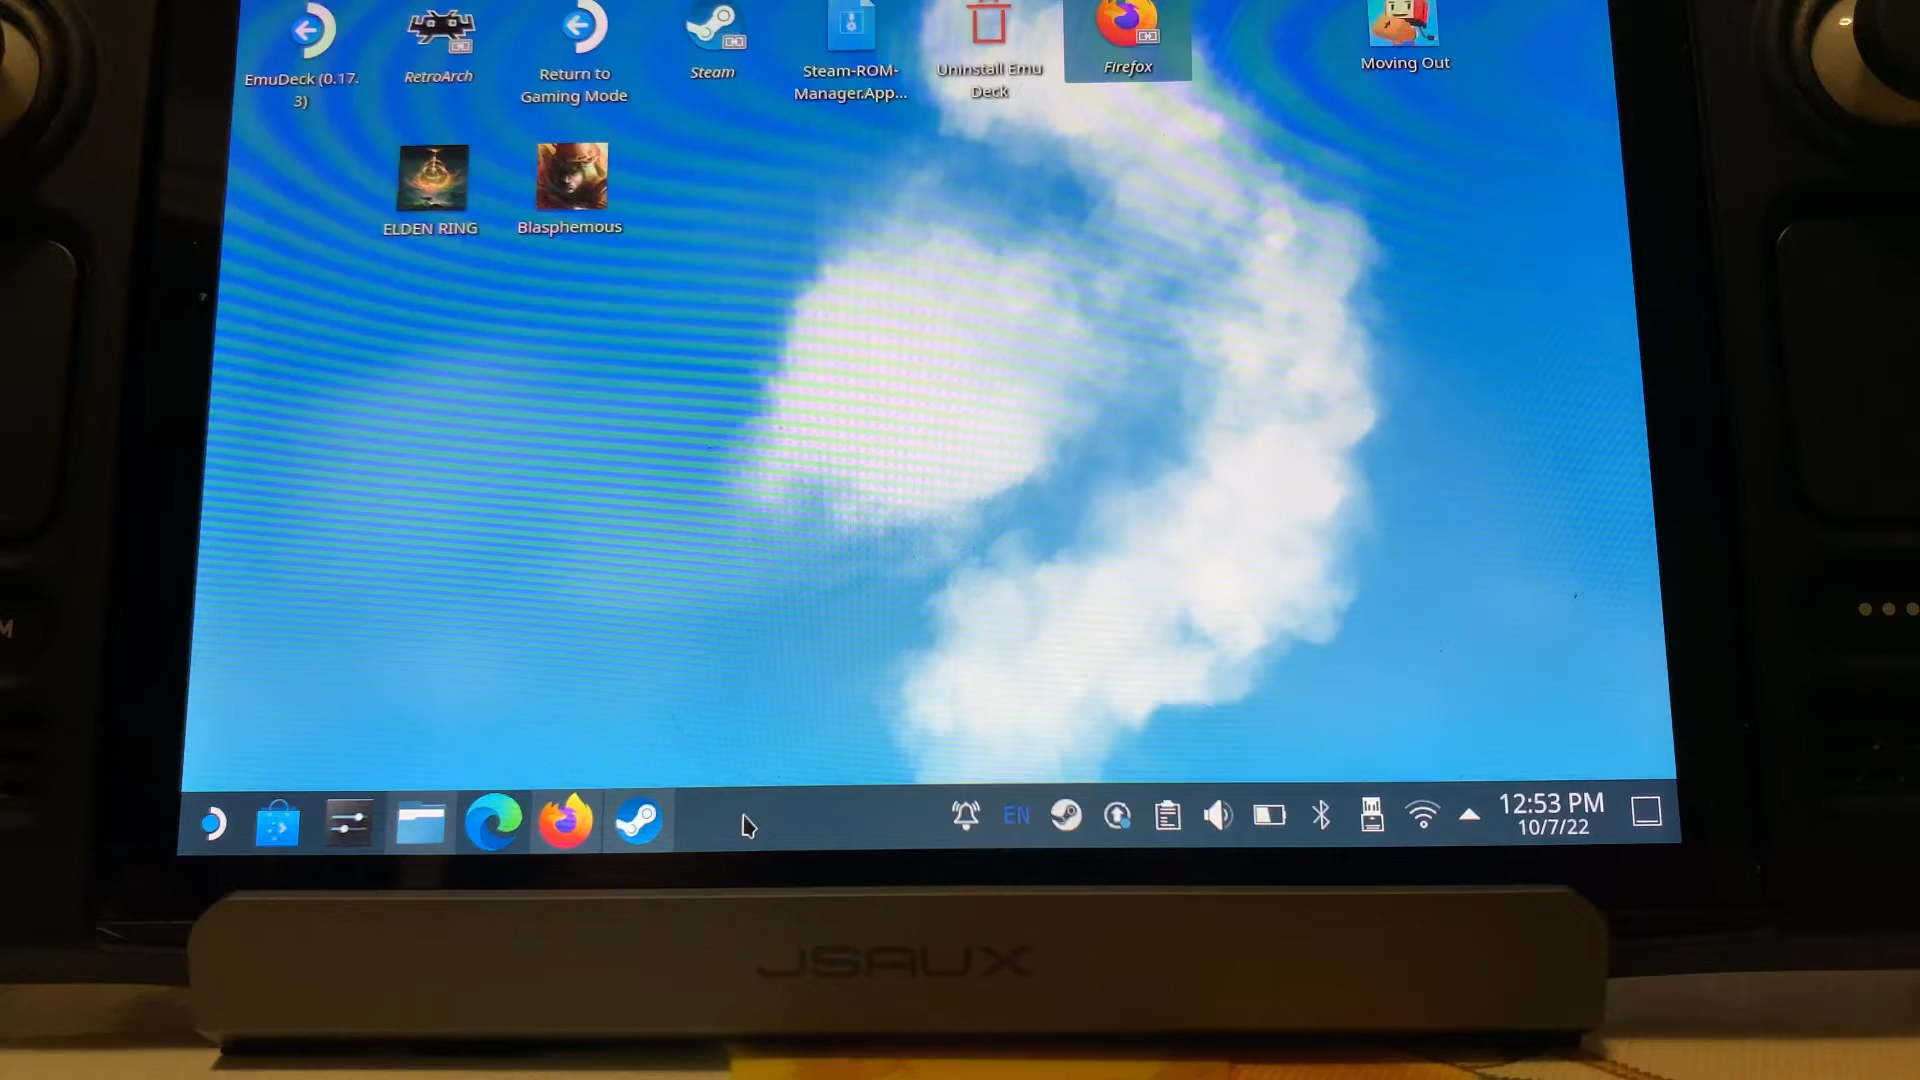 EmuDeck (0.17.
3)
RetroArch
Return to
Gaming Mode
Steam
Steam-ROM-
Manager.App...
Uninstall Emu
Deck
Firefox
Moving Out
ELDEN RING
Blasphemous
M
EN
12:53 PM
10/7/22
JSAUX